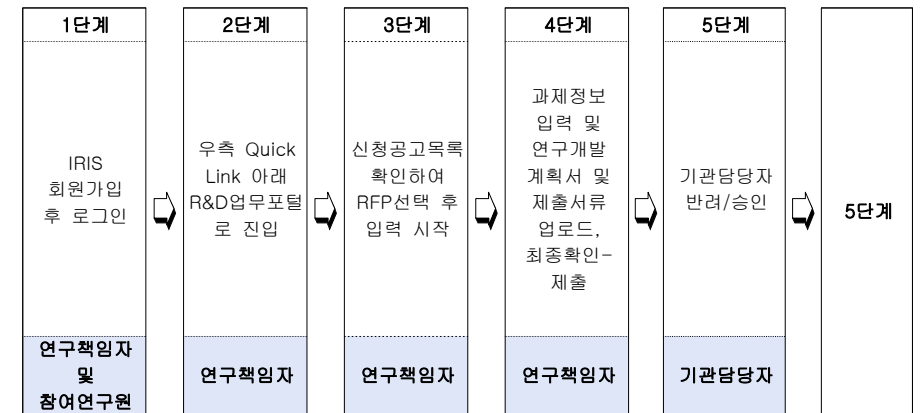 1단계
IRIS
회원가입
후 로그인
연구책임자
및
참여연구원
2단계
우측 Quick
Link 아래
R&D업무포털
로 진입
연구책임자
3단계
신청공고목록
확인하여
RFP선택 후
입력 시작
연구책임자
4단계
과제정보
입력 및
연구개발
계획서 및
제출서류
업로드,
최종확인-
제출
연구책임자
5단계
기관담당자
반려/승인
기관담당자
5단계